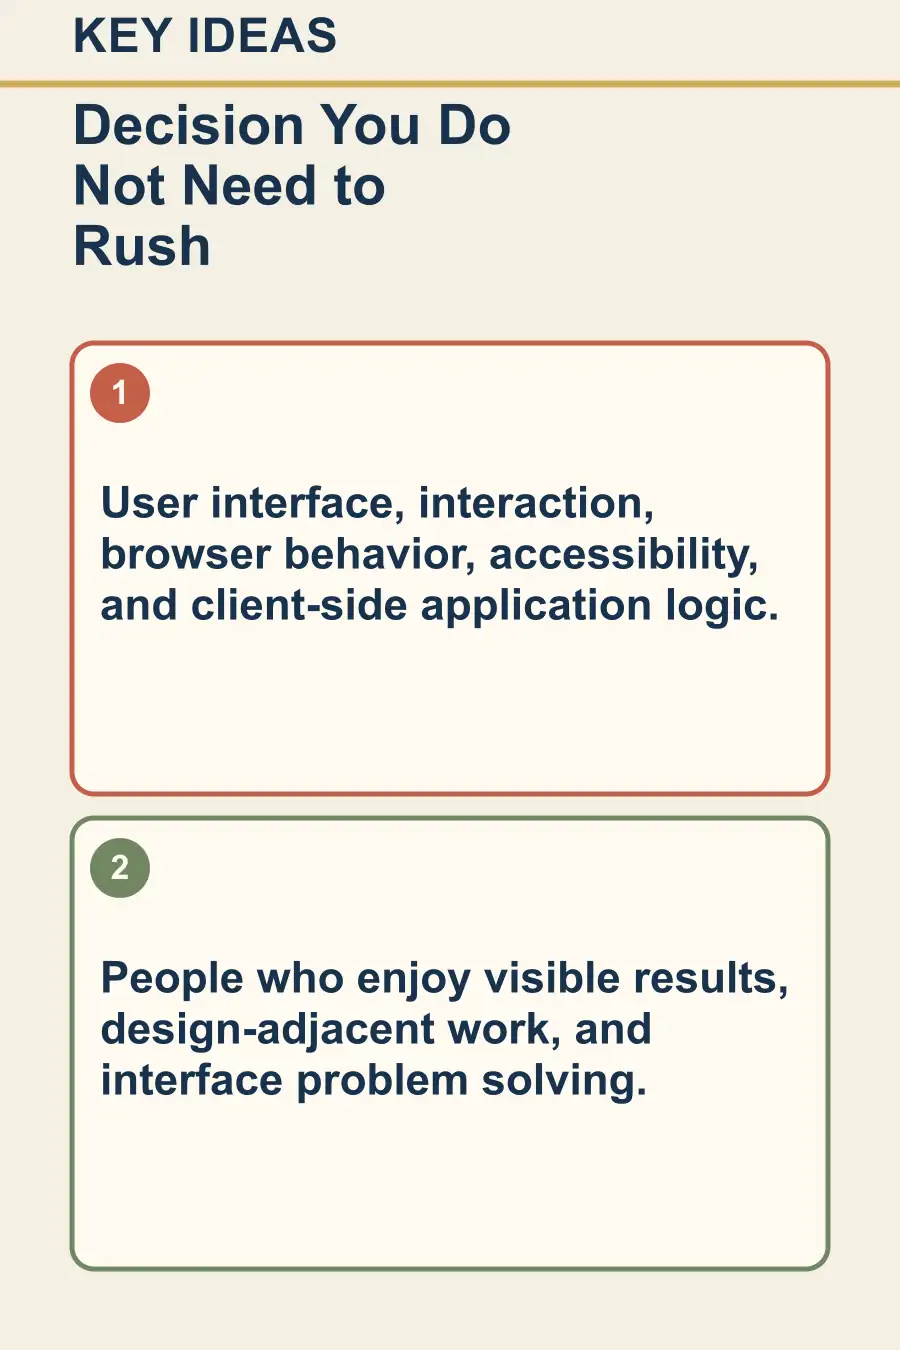 KEY IDEAS
Decision You Do
Not Need to
Rush
1
User interface, interaction,
browser behavior, accessibility,
and client-side application logic.
2
People who enjoy visible results,
design-adjacent work, and
interface problem solving.